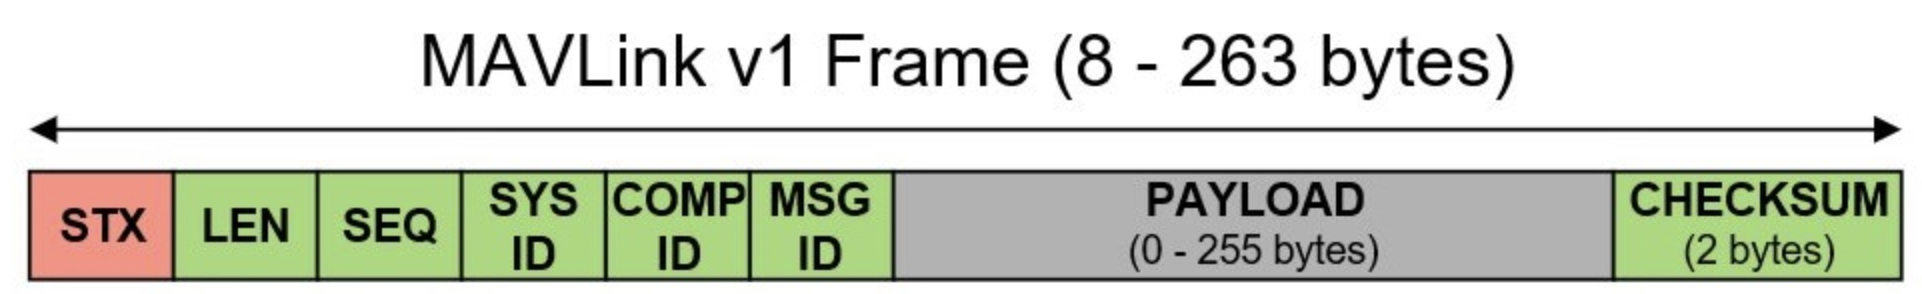 MAVLink v1 Frame (8 - 263 bytes)
STX
LEN
SEQ
SYS
ID
COMP
ID
MSG
ID
PAYLOAD
(0 - 255 bytes)
CHECKSUM
(2 bytes)